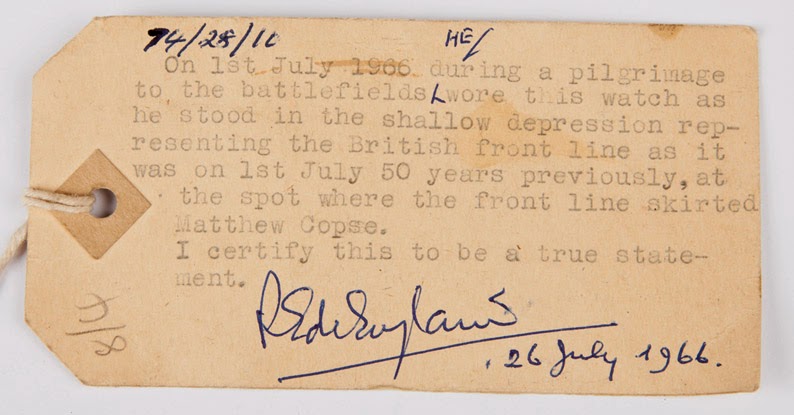 74/28/10
HE/
On 1st July 1966 during a pilgrimage
to the battlefields wore this watch as
he stood in the shallow depression rep-
resenting the British front line as it
was on 1st July 50 years previously, at
the spot where the front line skirted
Matthew Copse.
I certify this to be a true state-
ment.
26 July 1966.